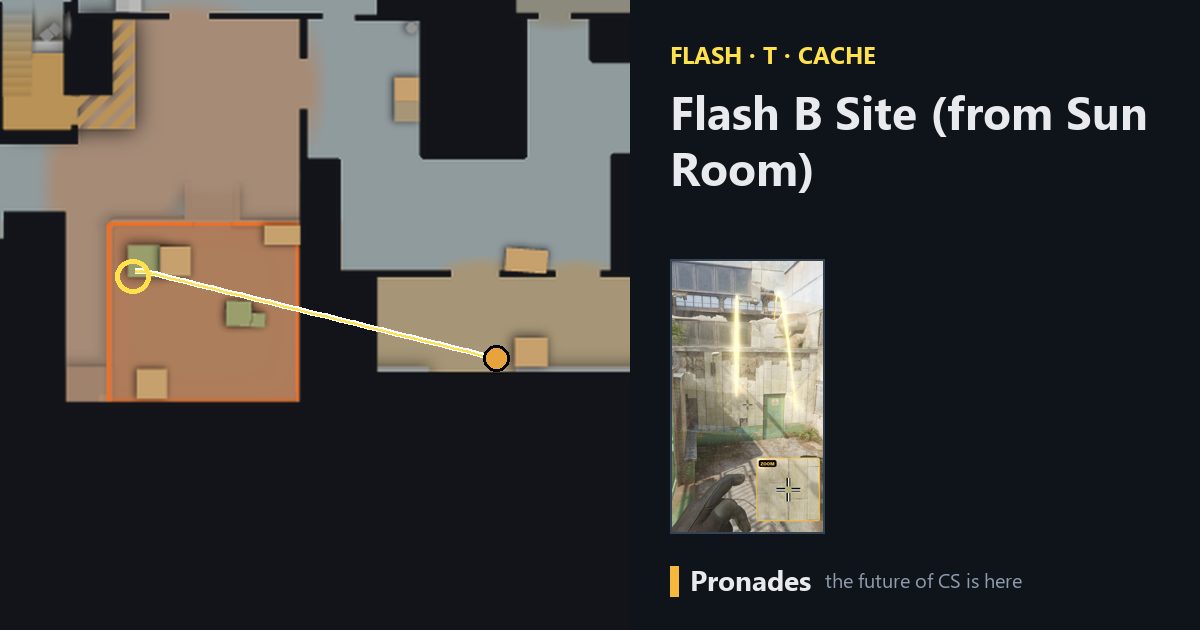 FLASH · T · CACHE
Flash B Site (from Sun
Room)
ZOOM
Pronades the future of CS is here